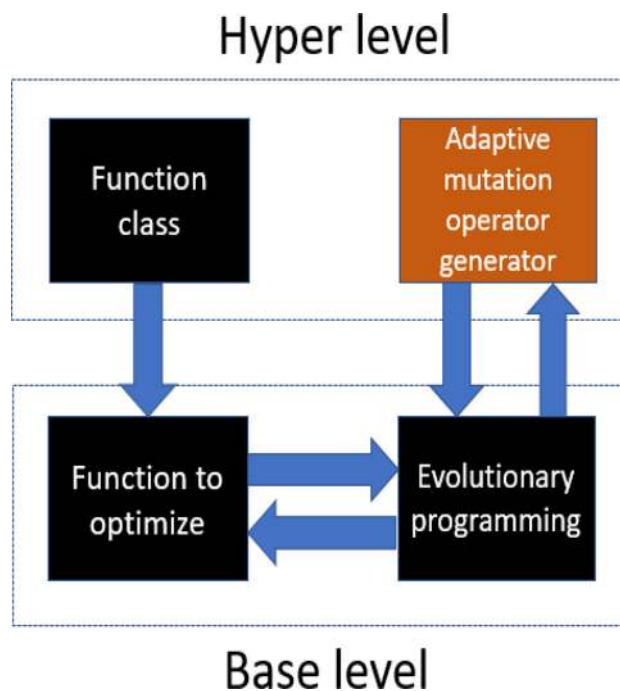 Hyper level
Function
class
Adaptive
mutation
operator
generator
Function to
optimize
Evolutionary
programming
Base level